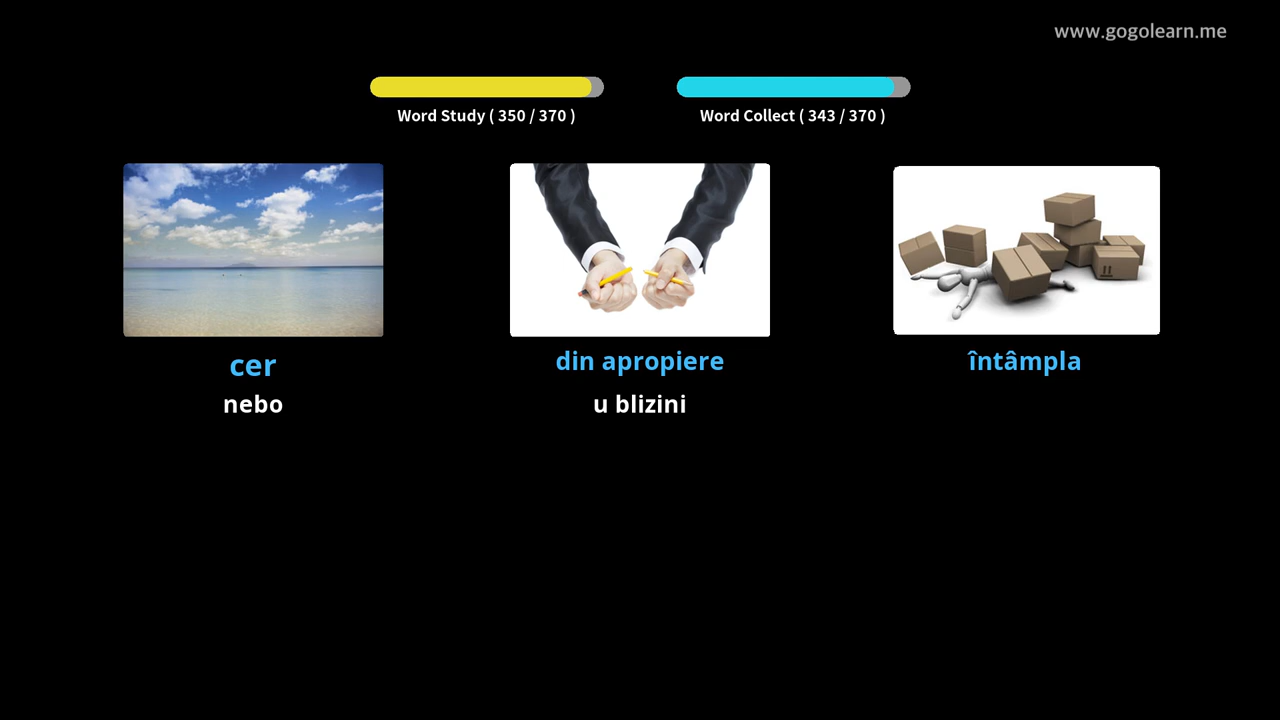 www.gogolearn.me
Word Study ( 350 / 370 )
Word Collect ( 343 / 370 )
cer
nebo
din apropiere
u blizini
întâmpla